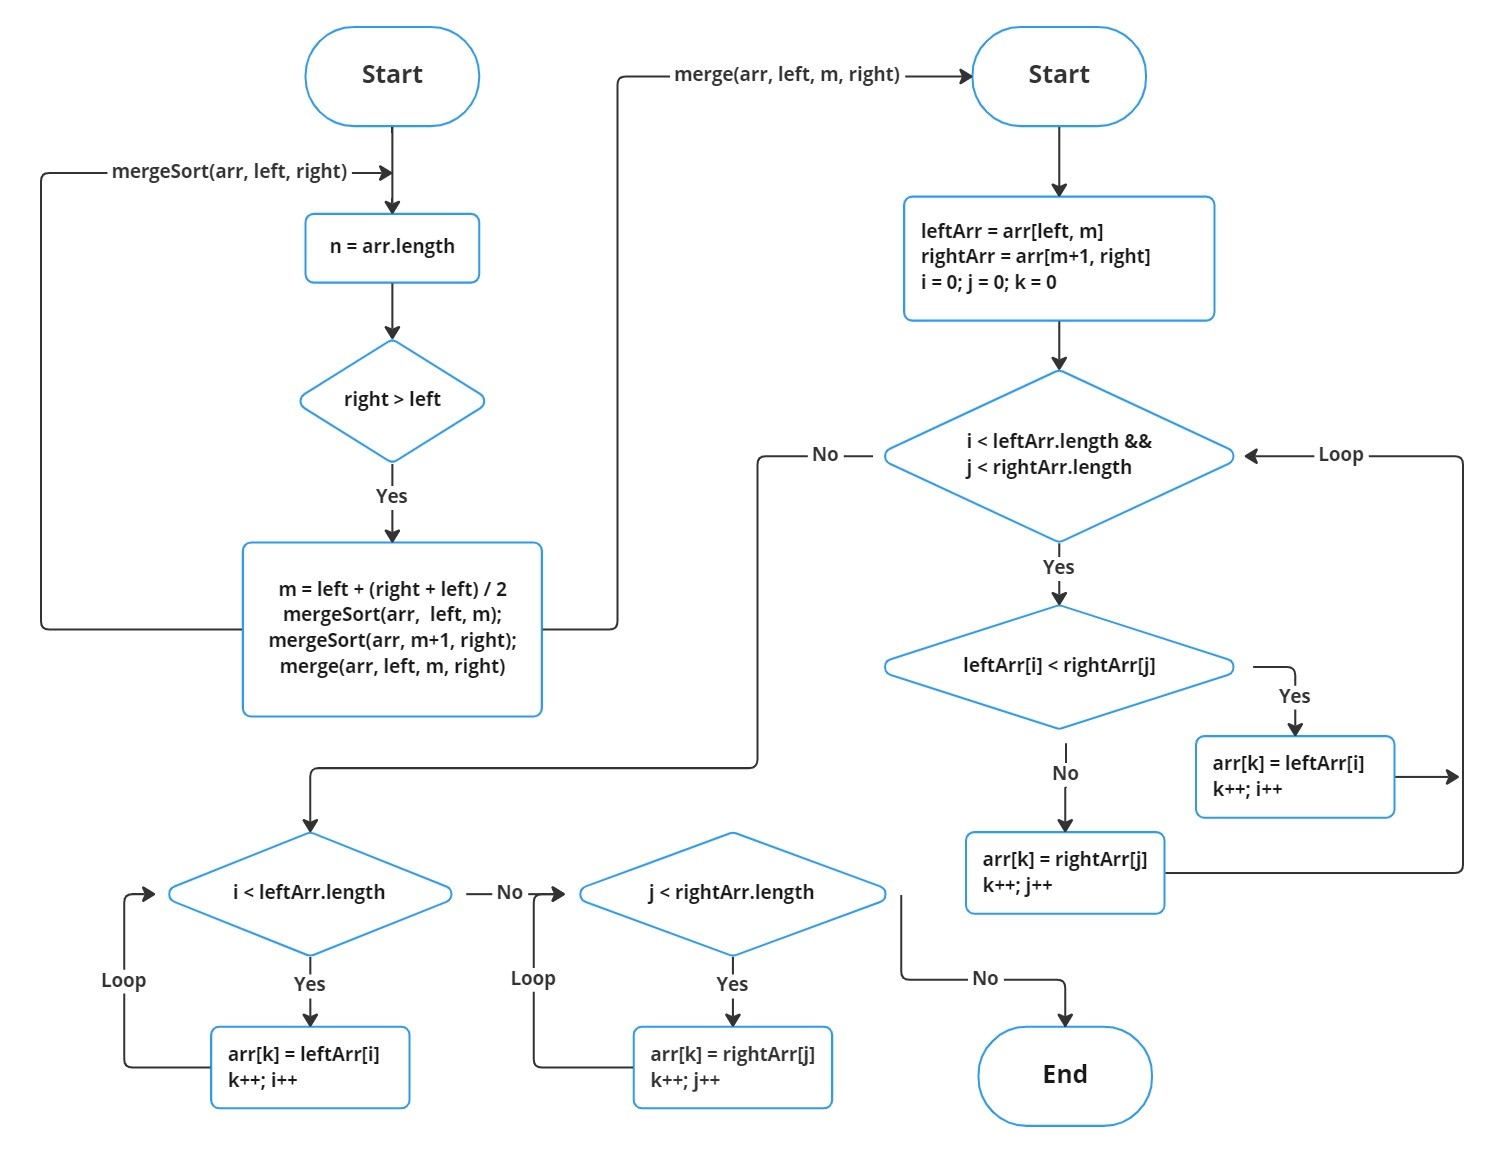 Start
mergeSort(arr, left, right)
n = arr.length
right > left
Yes
m = left + (right + left) / 2
mergeSort(arr,  left, m);
mergeSort(arr, m+1, right);
merge(arr, left, m, right)
merge(arr, left, m, right)
Start
leftArr = arr[left, m]
rightArr = arr[m+1, right]
i = 0; j = 0; k = 0
i < leftArr.length &&
j < rightArr.length
No
Loop
Yes
leftArr[i] < rightArr[j]
Yes
arr[k] = leftArr[i]
k++; i++
No
arr[k] = rightArr[j]
k++; j++
i < leftArr.length
No
Loop
Yes
arr[k] = leftArr[i]
k++; i++
j < rightArr.length
Loop
Yes
arr[k] = rightArr[j]
k++; j++
No
End